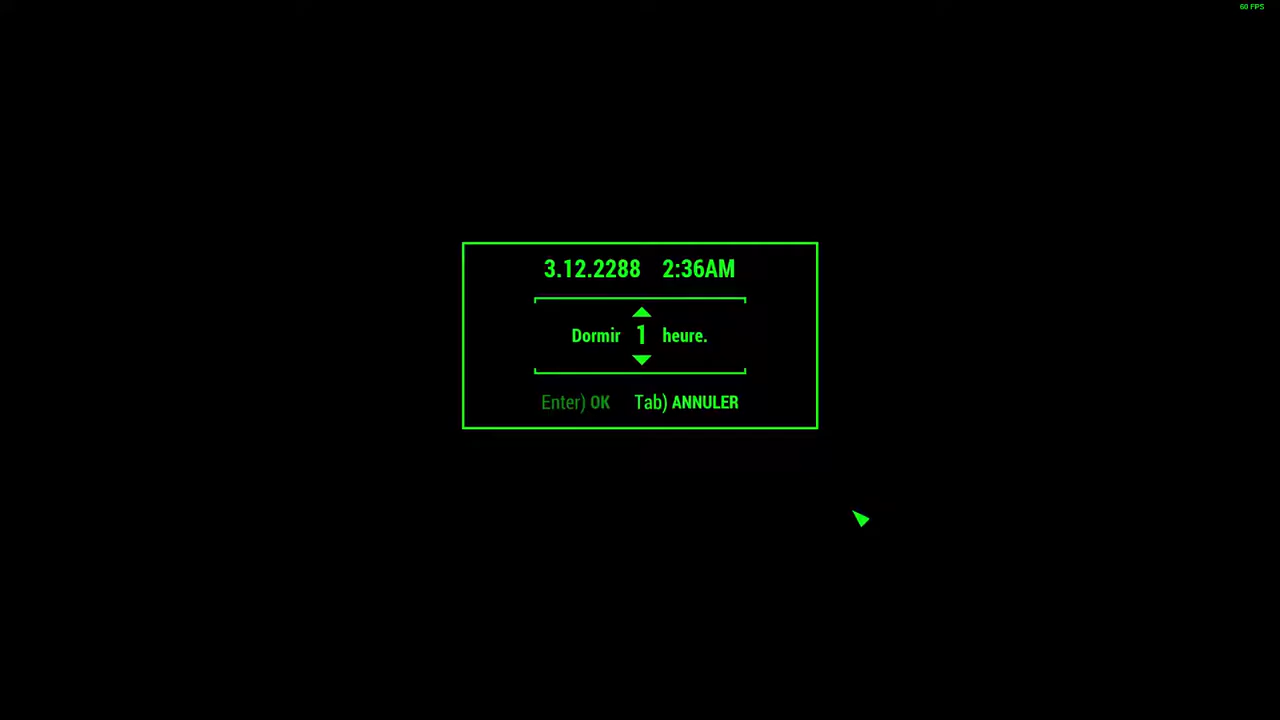 60 FPS
3.12.2288 2:36AM
Dormir 1 heure.
Enter) OK Tab) ANNULER